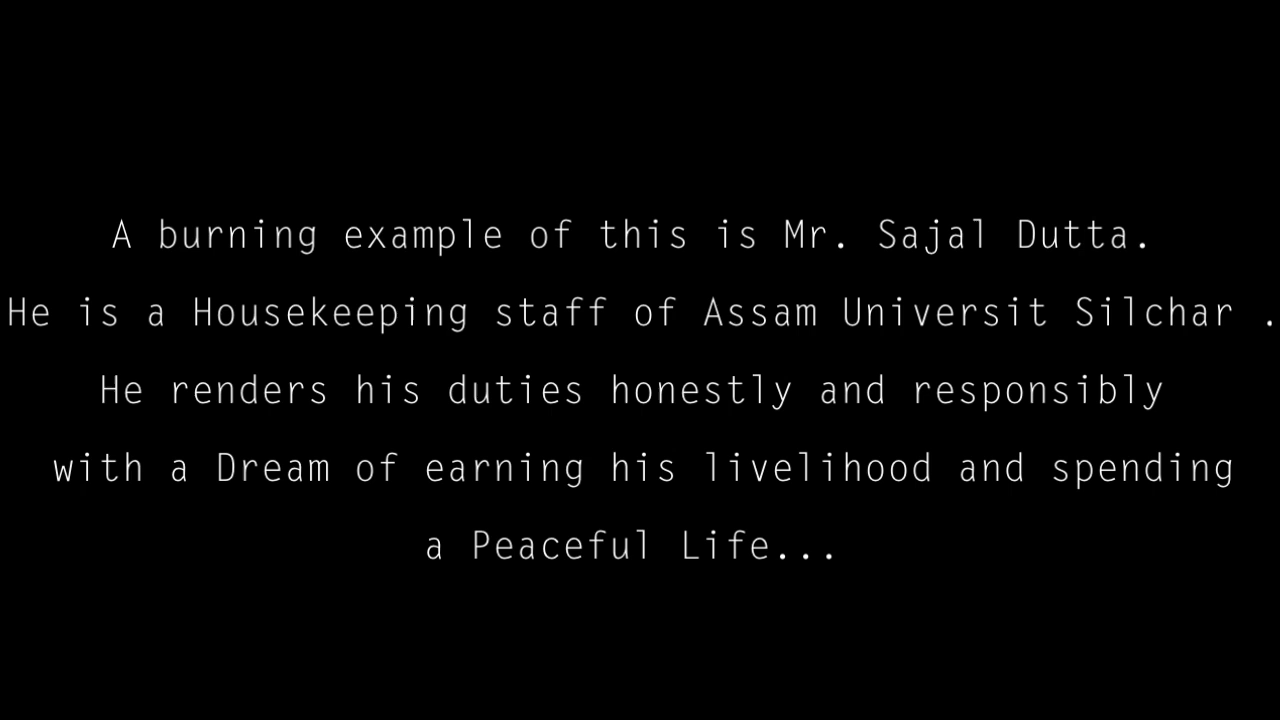 A burning example of this is Mr. Sajal Dutta.
He is a Housekeeping staff of Assam Universit Silchar .
He renders his duties honestly and responsibly
with a Dream of earning his livelihood and spending
a Peaceful Life...